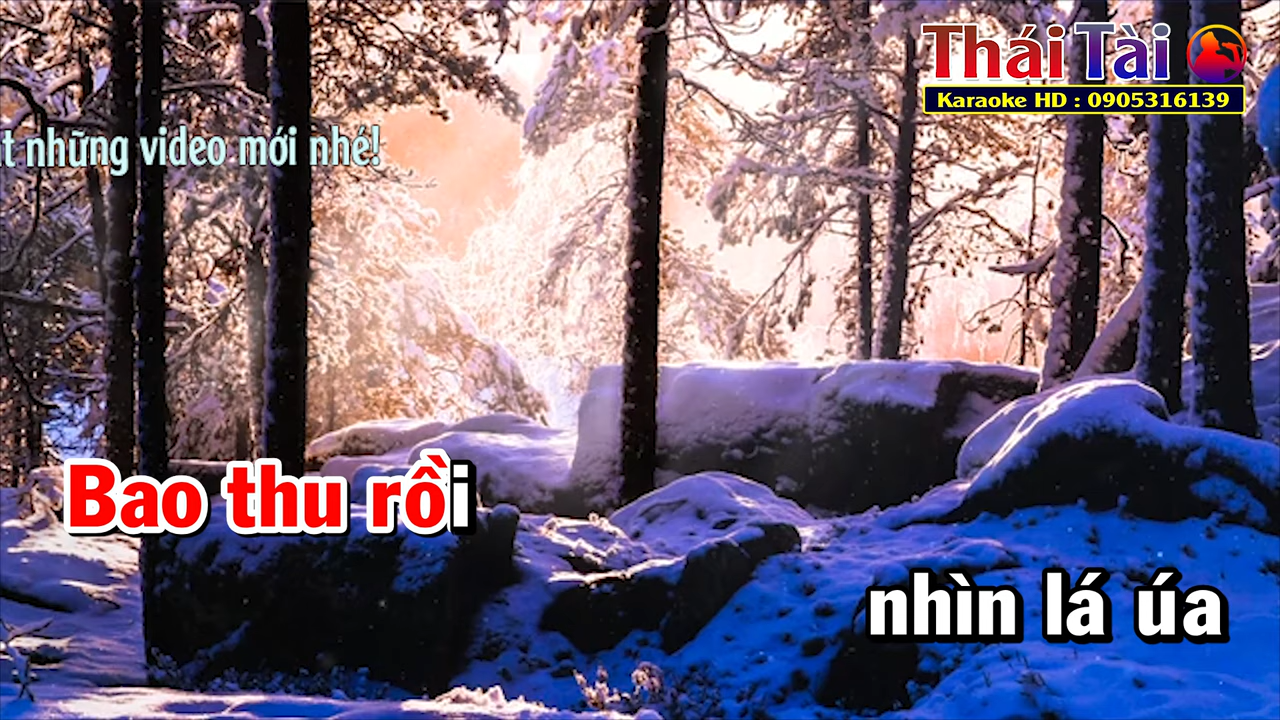 Thái Tài
Karaoke HD : 0905316139
những video mới nhé!
Bao thu rồi
nhìn lá úa